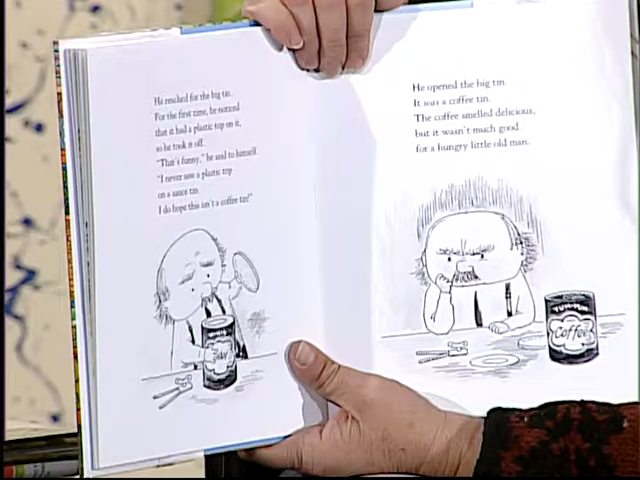 He reached for the big tin.
For the first time, he noticed
that it had a plastic top on it,
so he took it off.
"That's funny," he said to himself.
"I never saw a plastic top
on a sauce tin.
I do hope this isn't a coffee tin!"
He opened the big tin.
It was a coffee tin.
The coffee smelled delicious,
but it wasn't much good
for a hungry little old man.
YUM-MEE
Coffee